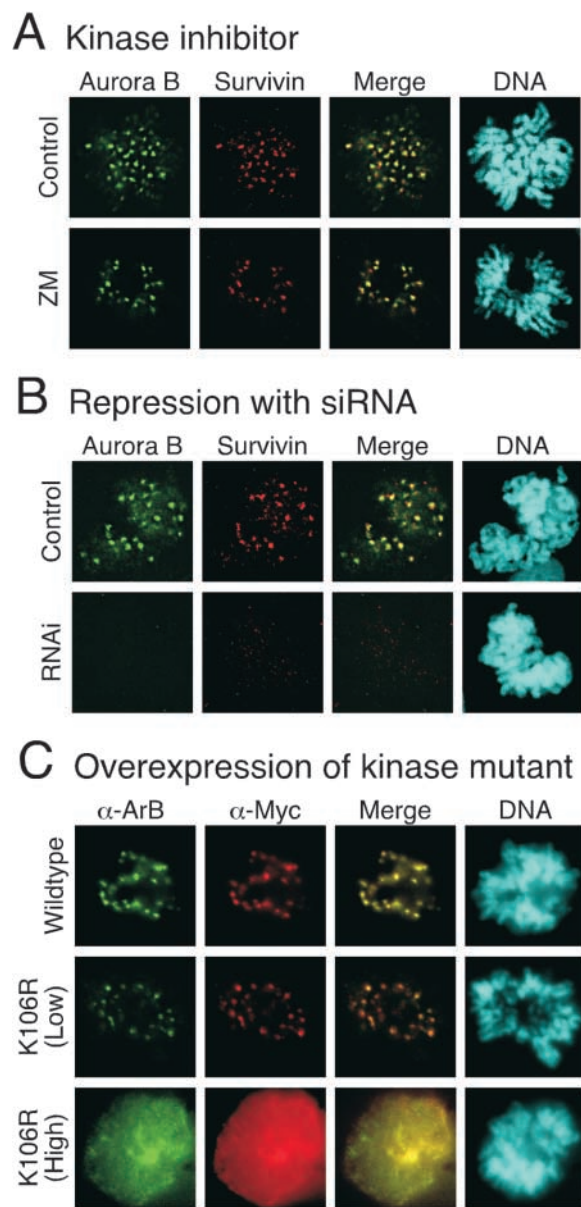 A Kinase inhibitor
Aurora B Survivin Merge DNA
Control
ZM
B Repression with siRNA
Aurora B Survivin Merge DNA
Control
RNAi
C Overexpression of kinase mutant
α-ArB α-Myc Merge DNA
Wildtype
K106R
(Low)
K106R
(High)